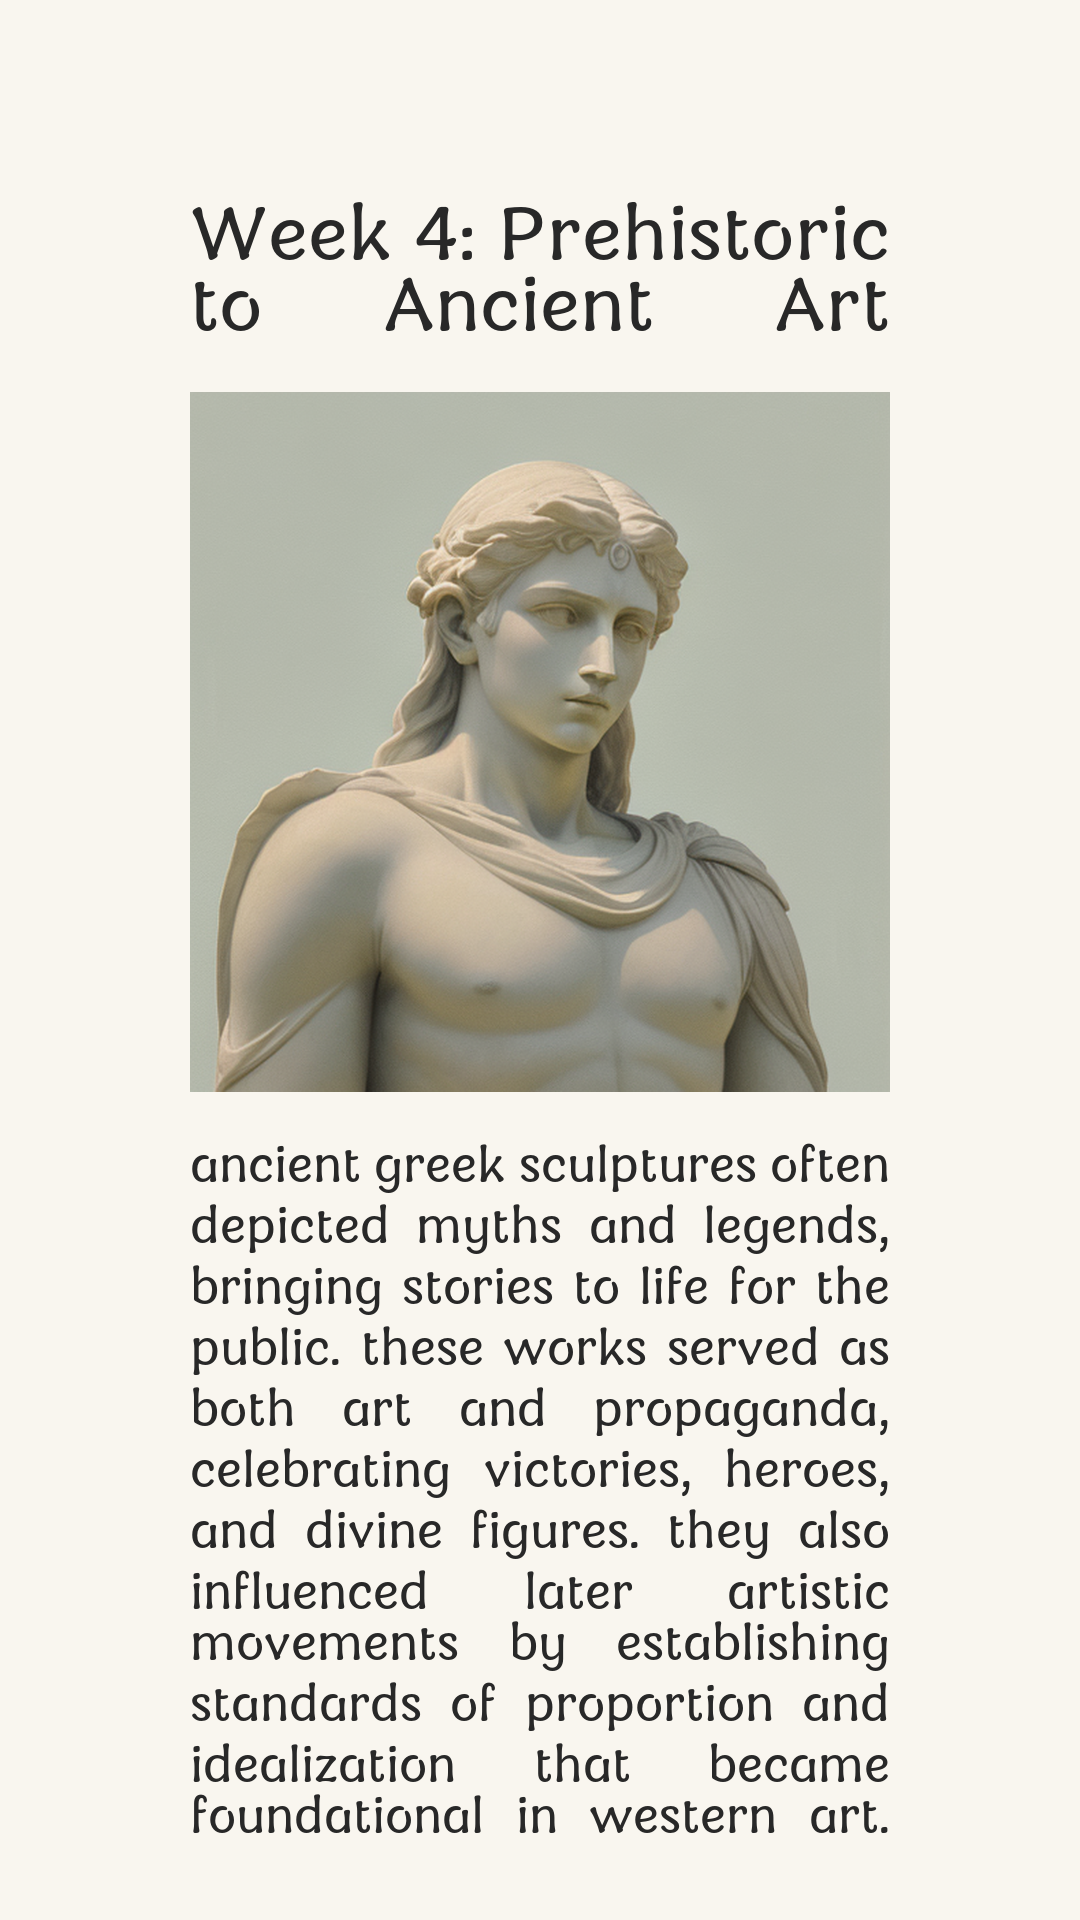 Week 4: Prehistoric
to Ancient Art
ancient greek sculptures often
depicted myths and legends,
bringing stories to life for the
public. these works served as
both art and propaganda,
celebrating victories, heroes,
and divine figures. they also
influenced later artistic
movements by establishing
standards of proportion and
idealization that became
foundational in western art.